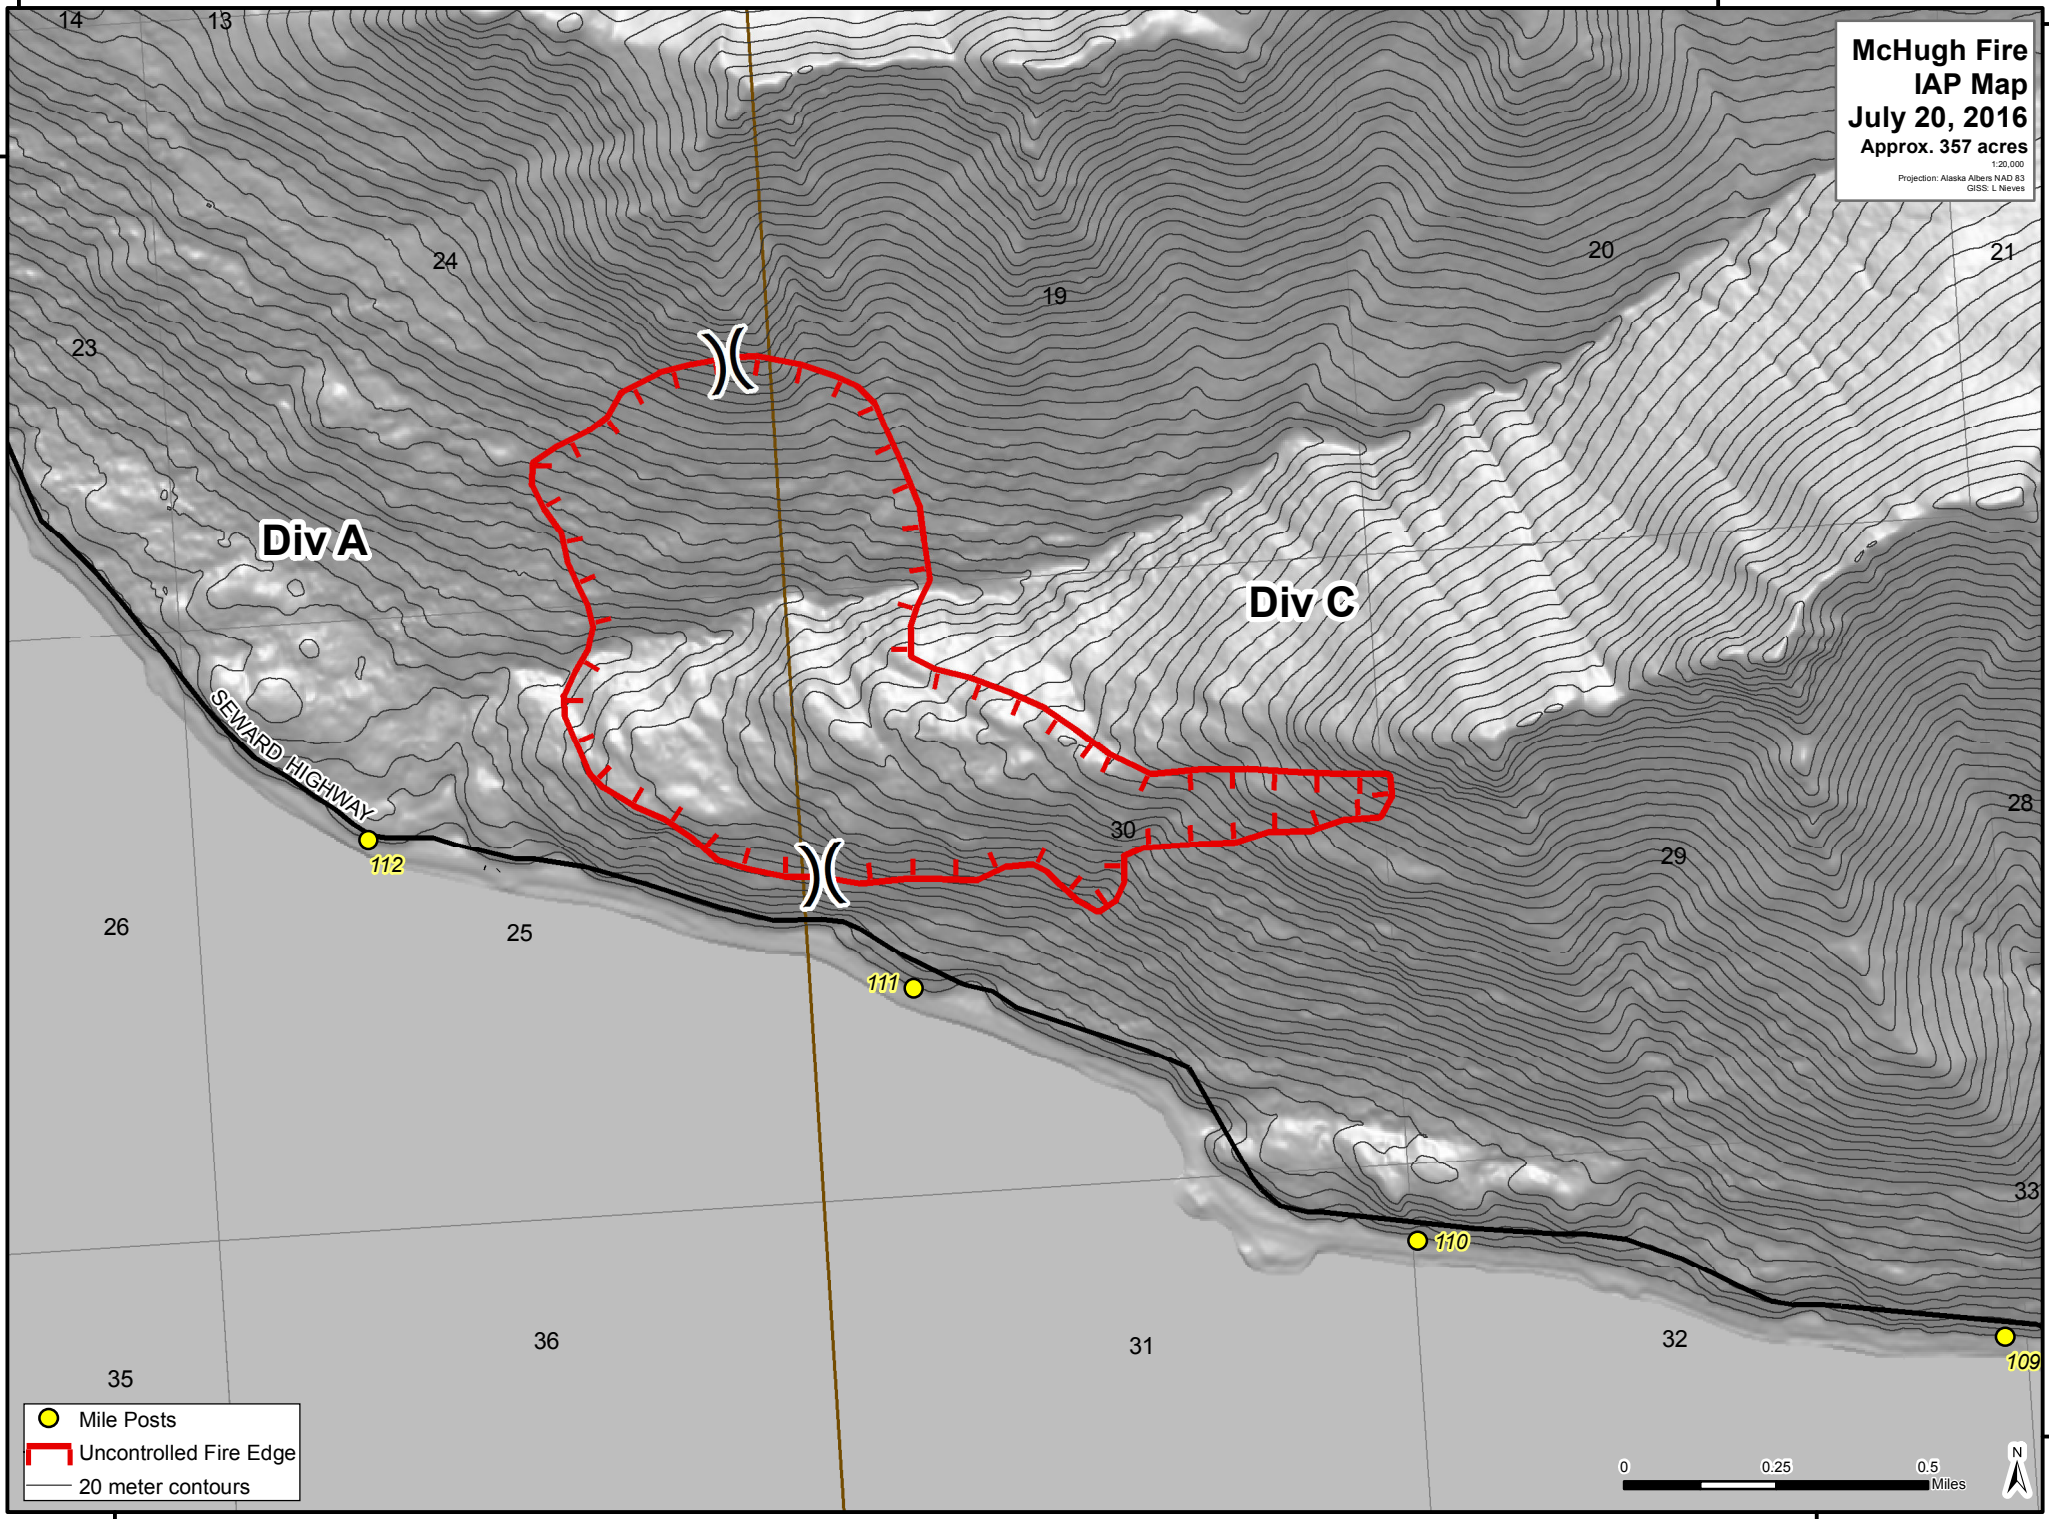 14
13
McHugh Fire
IAP Map
July 20, 2016
Approx. 357 acres
1:20,000
Projection: Alaska Albers NAD 83
GISS: L Nieves
24
19
20
21
23
Div A
Div C
SEWARD HIGHWAY
112
30
28
29
26
25
111
110
33
109
36
31
32
35
Mile Posts
Uncontrolled Fire Edge
20 meter contours
0 0.25 0.5
Miles
N